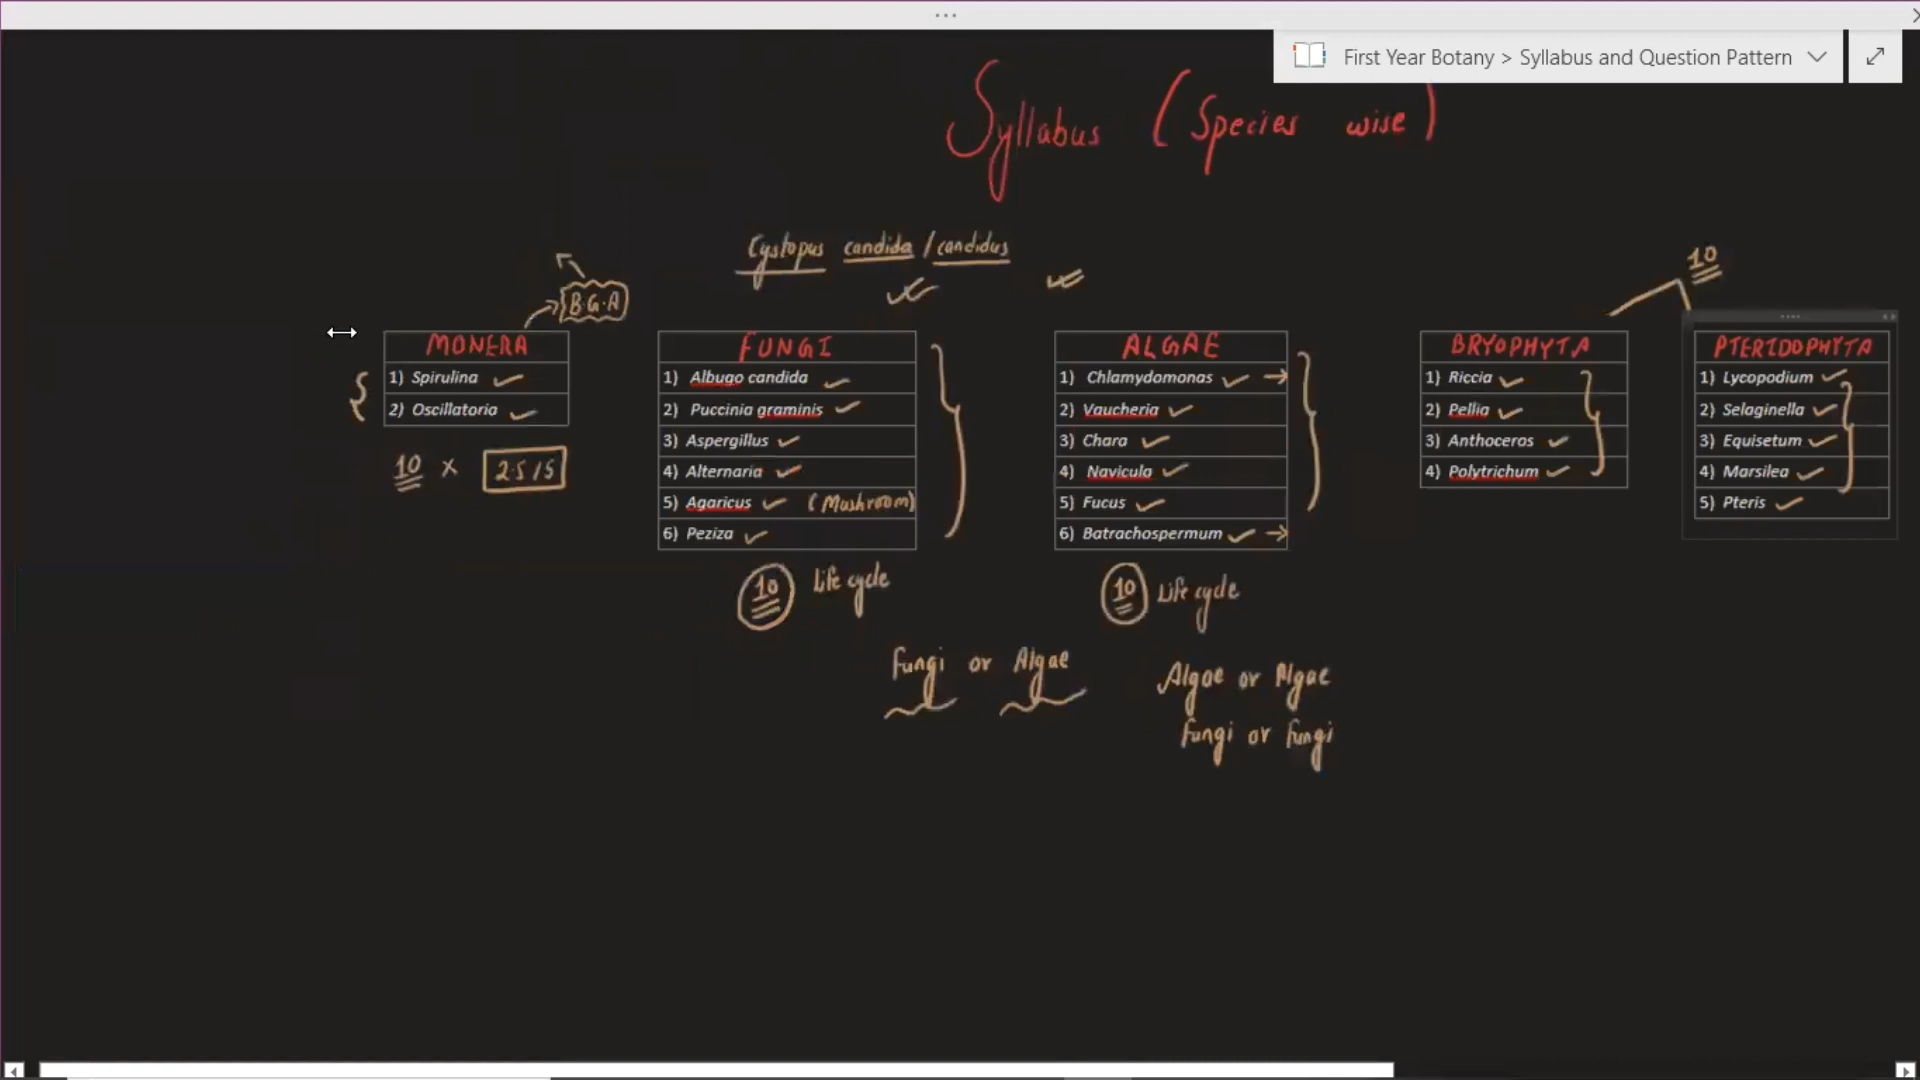 First Year Botany > Syllabus and Question Pattern
Syllabus (Species wise)
Cystopus candida / candidus
B.G.A
10
MONERA
1) Spirulina
2) Oscillatoria
10 x 2.5/5
FUNGI
1) Albugo candida
2) Puccinia graminis
3) Aspergillus
4) Alternaria
5) Agaricus (Mushroom)
6) Peziza
10 Life cycle
ALGAE
1) Chlamydomonas
2) Vaucheria
3) Chara
4) Navicula
5) Fucus
6) Batrachospermum
10 Life cycle
BRYOPHYTA
1) Riccia
2) Pellia
3) Anthoceros
4) Polytrichum
PTERIDOPHYTA
1) Lycopodium
2) Selaginella
3) Equisetum
4) Marsilea
5) Pteris
Fungi or Algae
Algae or Algae
Fungi or Fungi